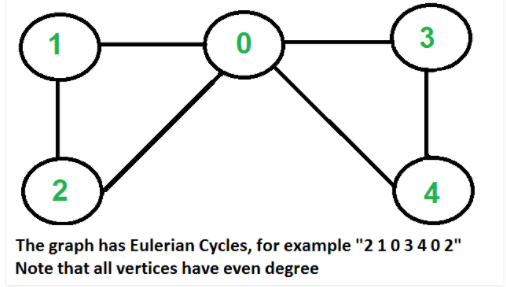 1 0 3
2 4
The graph has Eulerian Cycles, for example "2 1 0 3 4 0 2"
Note that all vertices have even degree